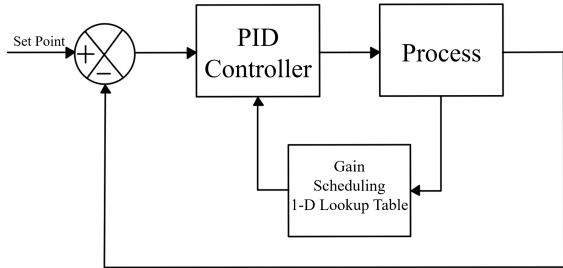 Set Point
+
−
PID
Controller
Process
Gain
Scheduling
1-D Lookup Table